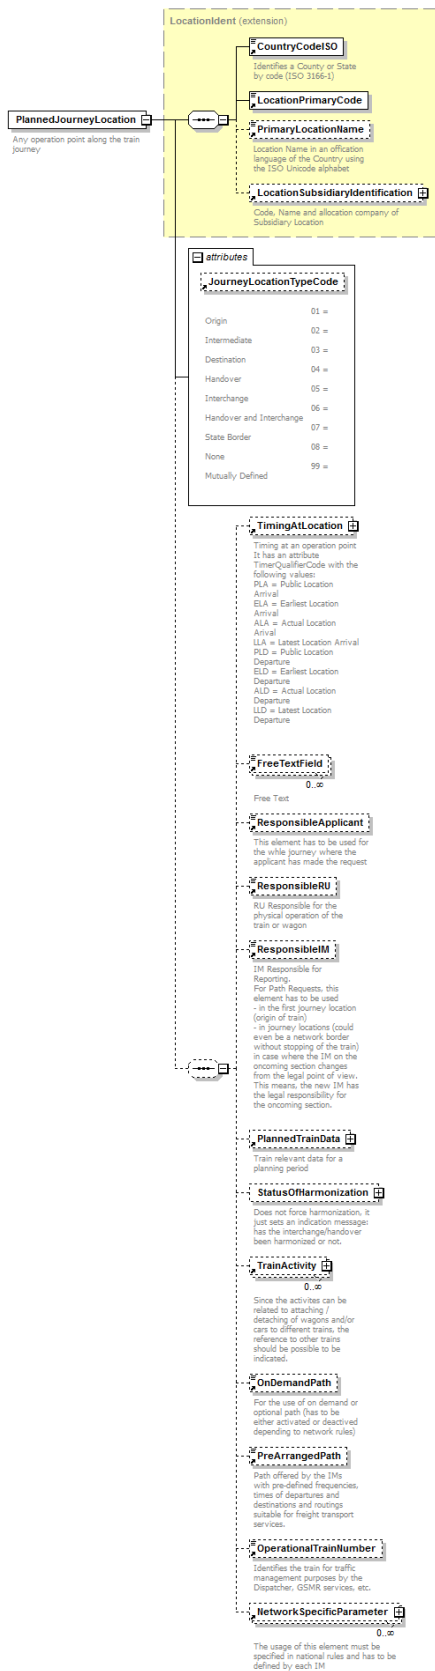 LocationIdent (extension)
CountryCodeISO
Identifies a County or State
by code (ISO 3166-1)
LocationPrimaryCode
PlannedJourneyLocation
Any operation point along the train
journey
PrimaryLocationName
Location Name in an offication
language of the Country using
the ISO Unicode alphabet
LocationSubsidiaryIdentification
Code, Name and allocation company of
Subsidiary Location
attributes
JourneyLocationTypeCode
01 =
Origin
02 =
Intermediate
03 =
Destination
04 =
Handover
05 =
Interchange
06 =
Handover and Interchange
07 =
State Border
08 =
None
99 =
Mutually Defined
TimingAtLocation
Timing at an operation point
It has an attribute
TimerQualifierCode with the
following values:
PLA = Public Location
Arrival
ELA = Earliest Location
Arrival
ALA = Actual Location
Arival
LLA = Latest Location Arrival
PLD = Public Location
Departure
ELD = Earliest Location
Departure
ALD = Actual Location
Departure
LLD = Latest Location
Departure
FreeTextField
0..∞
Free Text
ResponsibleApplicant
This element has to be used for
the whle journey where the
applicant has made the request
ResponsibleRU
RU Responsible for the
physical operation of the
train or wagon
ResponsibleIM
IM Responsible for
Reporting.
For Path Requests, this
element has to be used
- in the first journey location
(origin of train)
- in journey locations (could
even be a network border
without stopping of the train)
in case where the IM on the
oncoming section changes
from the legal point of view.
This means, the new IM has
the legal responsibility for
the oncoming section.
PlannedTrainData
Train relevant data for a
planning period
StatusOfHarmonization
Does not force harmonization, it
just sets an indication message:
has the interchange/handover
been harmonized or not.
TrainActivity
0..∞
Since the activites can be
related to attaching /
detaching of wagons and/or
cars to different trains, the
reference to other trains
should be possible to be
indicated.
OnDemandPath
For the use of on demand or
optional path (has to be
either activated or deactived
depending to network rules)
PreArrangedPath
Path offered by the IMs
with pre-defined frequencies,
times of departures and
destinations and routings
suitable for freight transport
services.
OperationalTrainNumber
Identifies the train for traffic
management purposes by the
Dispatcher, GSMR services, etc.
NetworkSpecificParameter
0..∞
The usage of this element must be
specified in national rules and has to be
defined by each IM